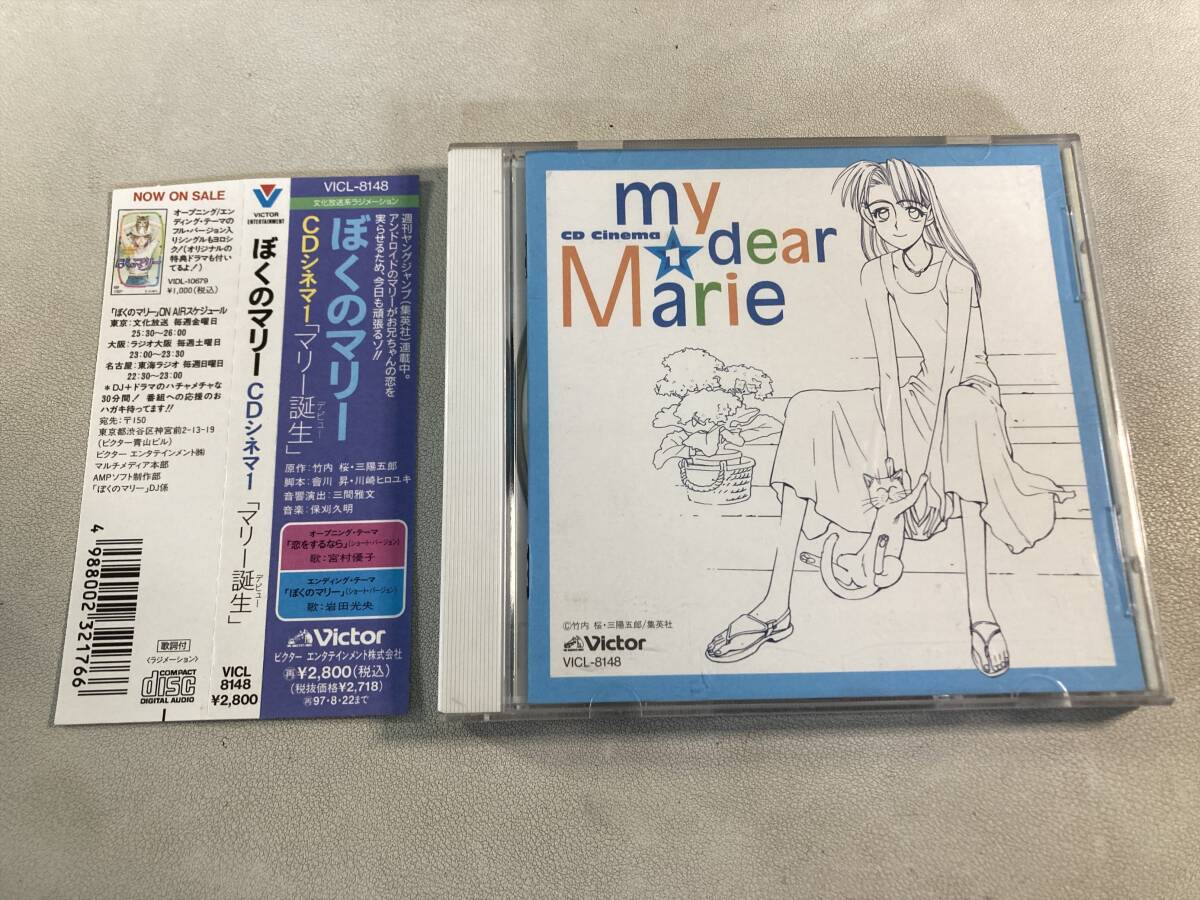 NOW ON SALE
オープニング/エン
ディング・テーマの
フル・バージョン入
りシングルもヨロシ
ク!(オリジナルの
特典ドラマも付い
てるよ!)
VIDL-10679
¥1,000(税込)
「ぼくのマリー」ON AIRスケジュール
東京:文化放送 毎週金曜日
25:30〜26:00
大阪:ラジオ大阪 毎週土曜日
23:00〜23:30
名古屋:東海ラジオ 毎週日曜日
22:30〜23:00
*DJ+ドラマのハチャメチャな
30分間! 番組への応援のお
ハガキ待ってます!!
宛先:〒150
東京都渋谷区神宮前2-13-19
(ビクター青山ビル)
ビクター エンタテインメント㈱
マルチメディア本部
AMPソフト制作部
「ぼくのマリー」DJ係
4 988002 321766
歌詞付
〈ラジメーション〉
COMPACT
disc
DIGITAL AUDIO
VICTOR
ENTERTAINMENT
ぼくのマリー CDシネマ1 「マリー誕生」
デビュー
VICL
8148
¥2,800
VICL-8148
文化放送系ラジメーション
週刊ヤングジャンプ(集英社)連載中。
アンドロイドのマリーがお兄ちゃんの恋を
実らせるため、今日も頑張るゾ!!
ぼくのマリー
CDシネマ1「マリー誕生」
デビュー
原作:竹内 桜・三陽五郎
脚本:會川 昇・川崎ヒロユキ
音響演出:三間雅文
音楽:保刈久明
オープニング・テーマ
「恋をするなら」(ショート・バージョン)
歌:宮村優子
エンディング・テーマ
「ぼくのマリー」(ショート・バージョン)
歌:岩田光央
Victor
ビクター エンタテインメント株式会社
再¥2,800(税込)
(税抜価格¥2,718)
再97・8・22まで
my
CD Cinema 1 dear
Marie
©竹内 桜・三陽五郎/集英社
Victor
VICL-8148